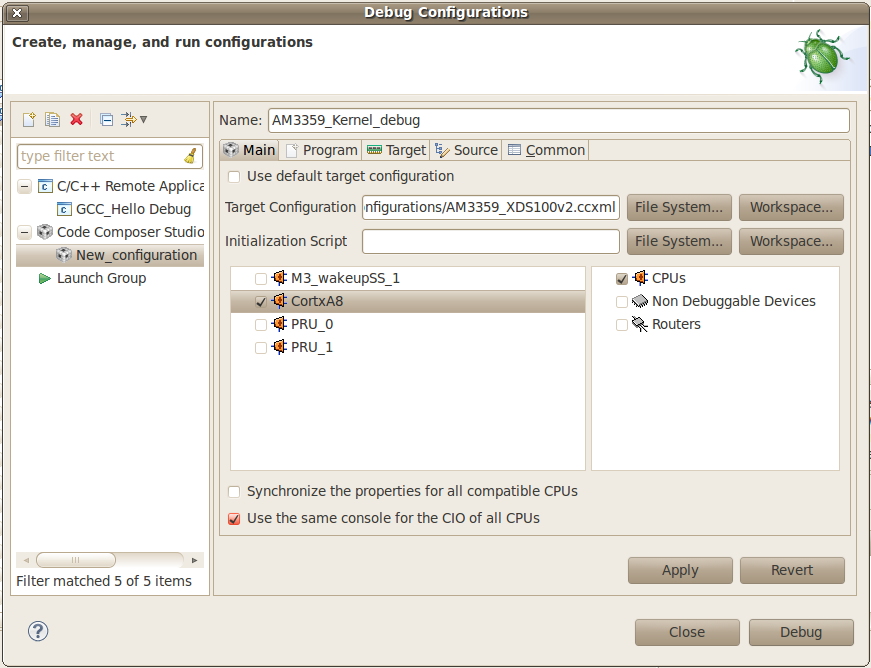 Debug Configurations
Create, manage, and run configurations
type filter text
C/C++ Remote Applica
GCC_Hello Debug
Code Composer Studio
New_configuration
Launch Group
Filter matched 5 of 5 items
Name: AM3359_Kernel_debug
Main Program Target Source Common
Use default target configuration
Target Configuration nfigurations/AM3359_XDS100v2.ccxml File System... Workspace...
Initialization Script File System... Workspace...
M3_wakeupSS_1
CortxA8
PRU_0
PRU_1
CPUs
Non Debuggable Devices
Routers
Synchronize the properties for all compatible CPUs
Use the same console for the CIO of all CPUs
Apply Revert
? Close Debug